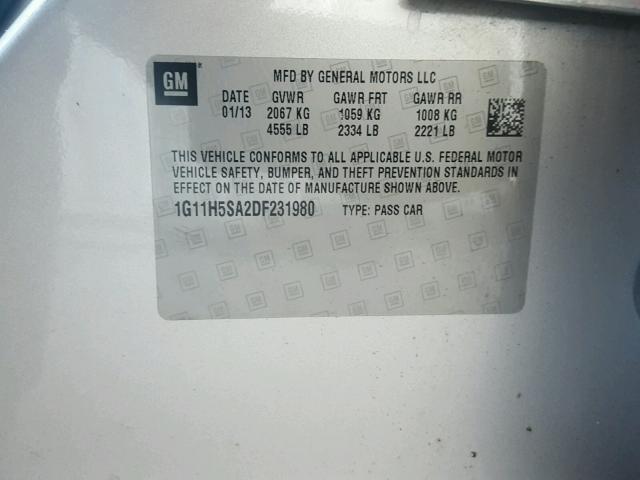 GM
MFD BY GENERAL MOTORS LLC
DATE GVWR GAWR FRT GAWR RR
01/13 2067 KG 1059 KG 1008 KG
4555 LB 2334 LB 2221 LB
THIS VEHICLE CONFORMS TO ALL APPLICABLE U.S. FEDERAL MOTOR
VEHICLE SAFETY, BUMPER, AND THEFT PREVENTION STANDARDS IN
EFFECT ON THE DATE OF MANUFACTURE SHOWN ABOVE.
1G11H5SA2DF231980 TYPE: PASS CAR